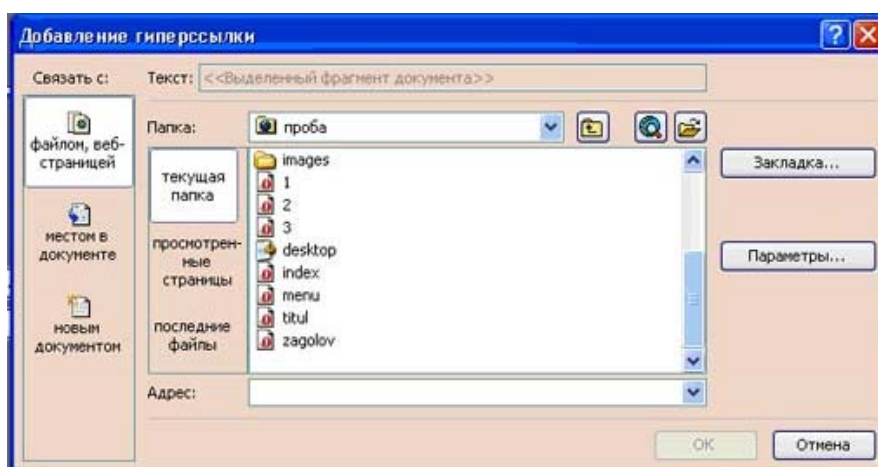 Добавление гиперссылки
Связать с:
Текст: <<Выделенный фрагмент документа>>
файлом, веб-
страницей
местом в
документе
новым
документом
Папка:
проба
текущая
папка
просмотрен-
ные
страницы
последние
файлы
images
1
2
3
desktop
index
menu
titul
zagolov
Закладка...
Параметры...
Адрес:
ОК
Отмена